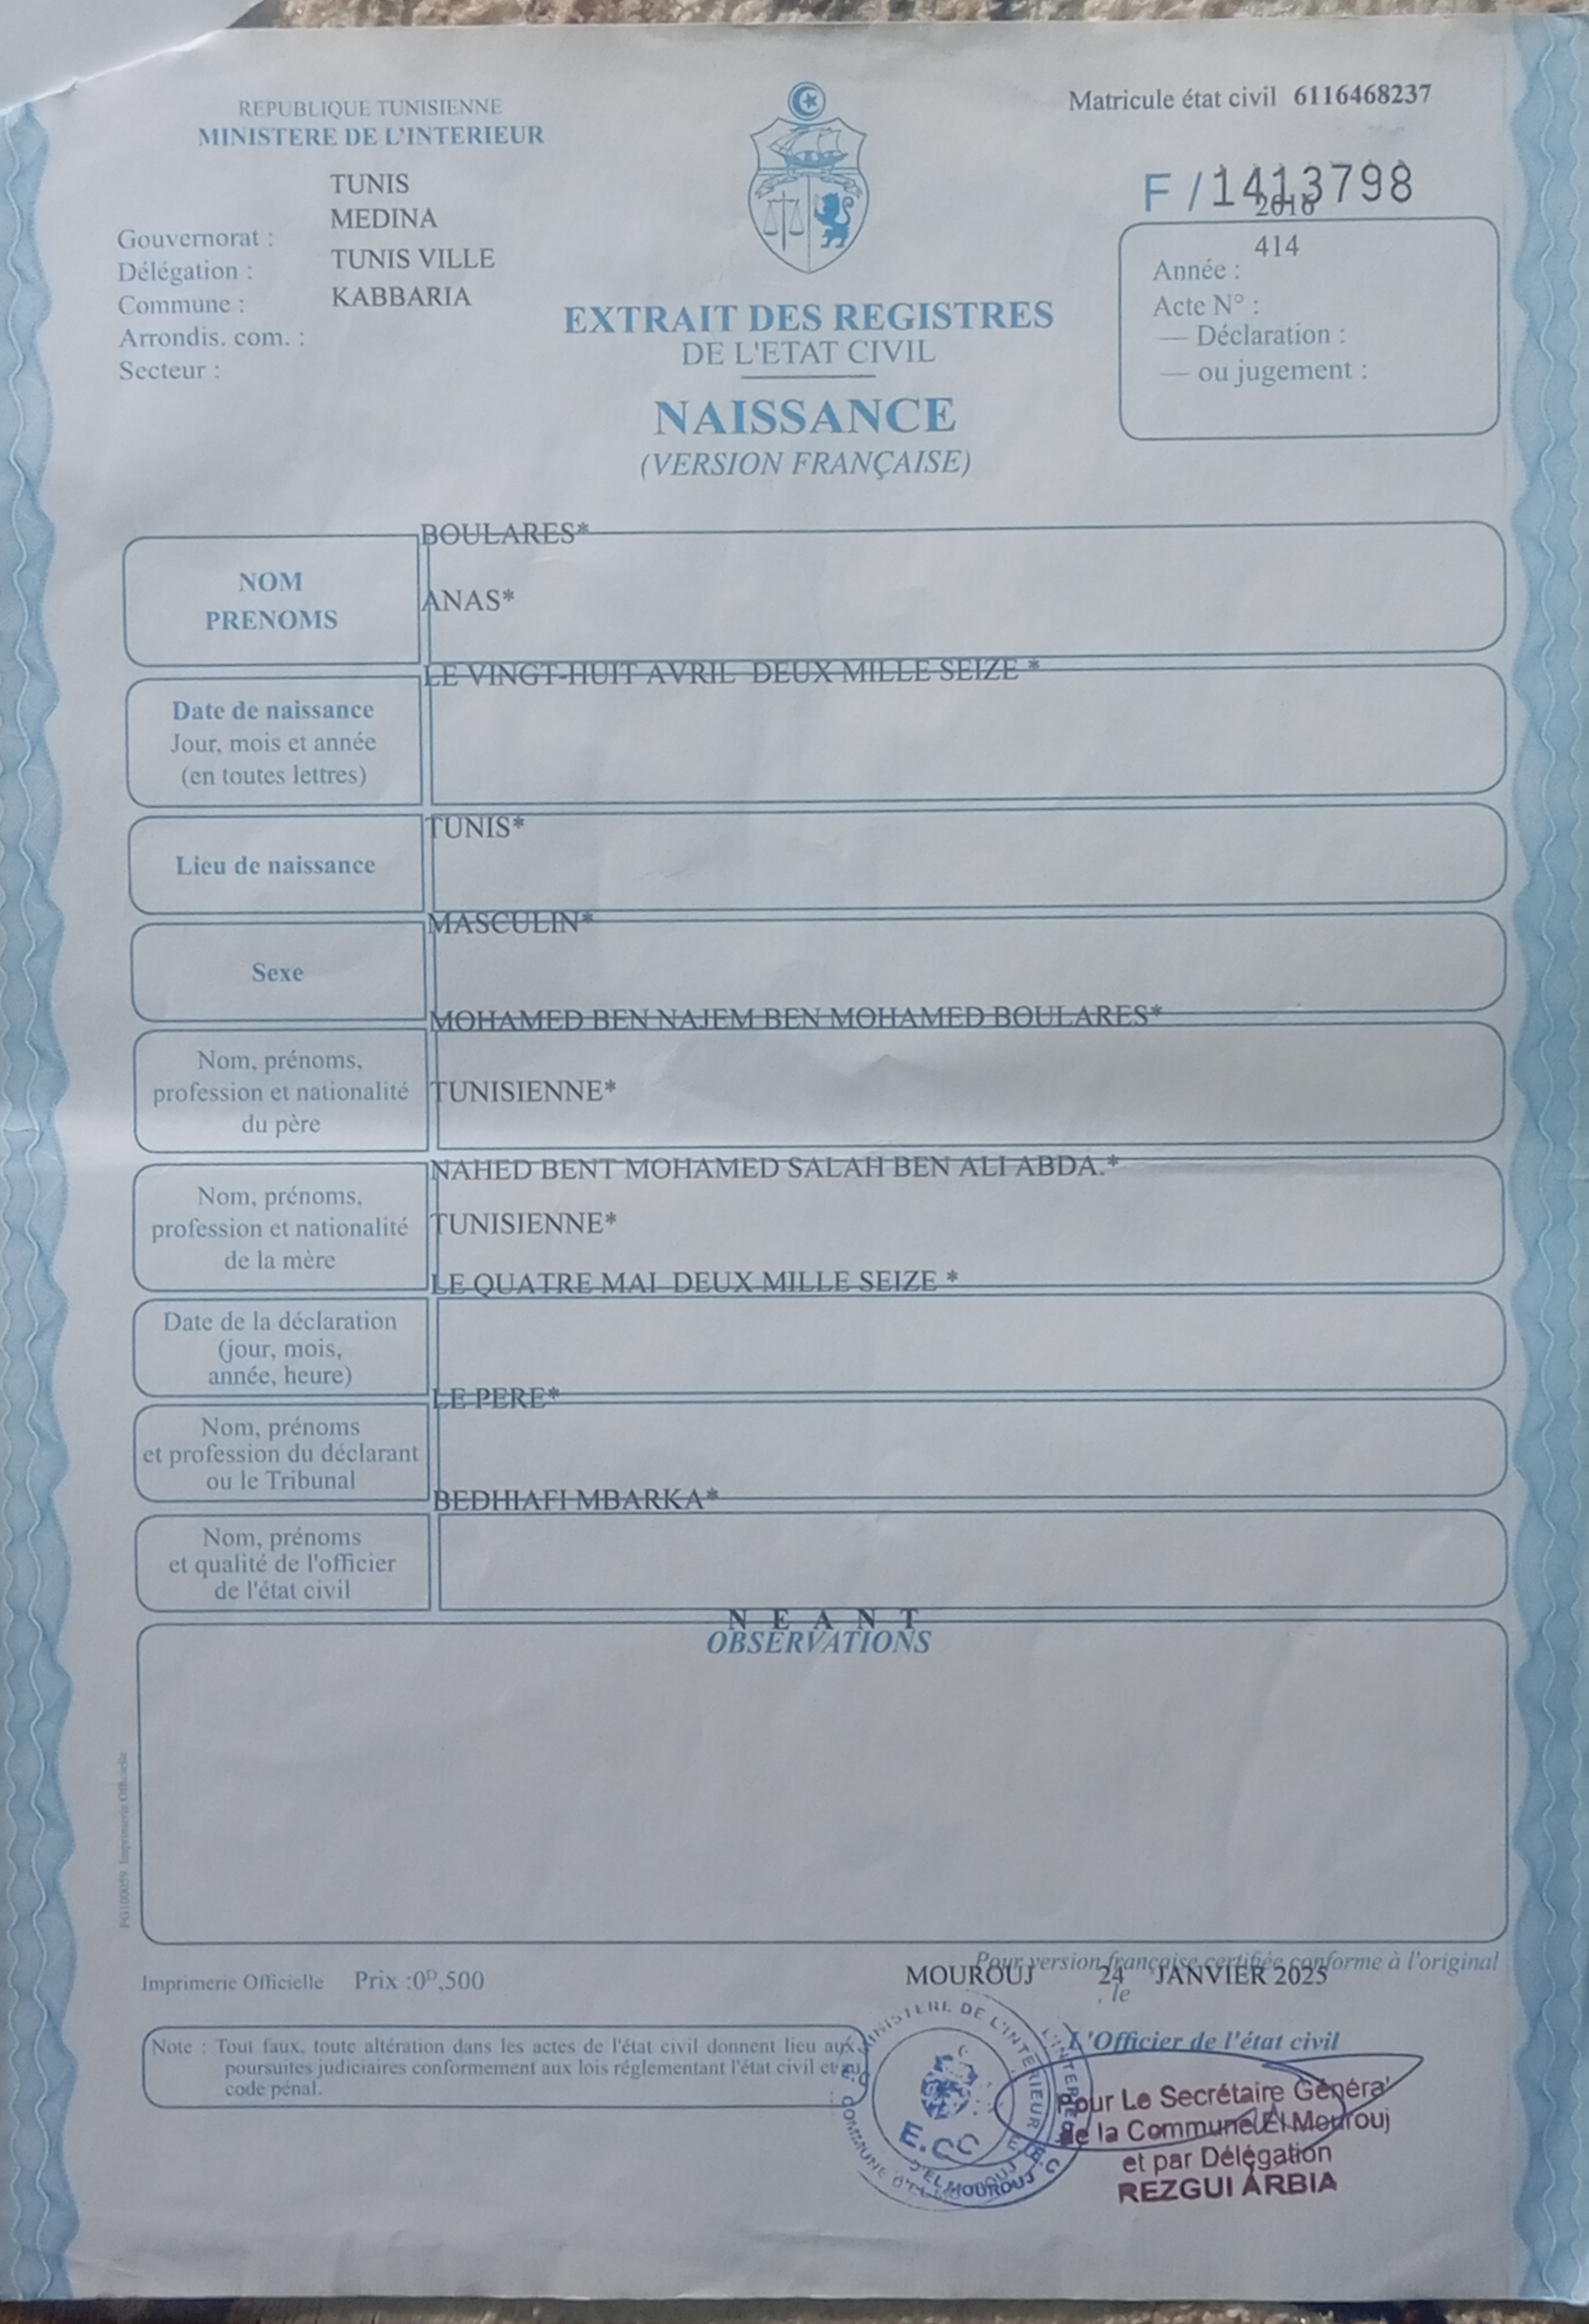 REPUBLIQUE TUNISIENNE
MINISTERE DE L'INTERIEUR
Matricule état civil 6116468237
F / 1413798
TUNIS
MEDINA
TUNIS VILLE
KABBARIA
Gouvernorat :
Délégation :
Commune :
Arrondis. com. :
Secteur :
2016
414
Année :
Acte N° :
— Déclaration :
— ou jugement :
EXTRAIT DES REGISTRES
DE L'ETAT CIVIL
NAISSANCE
(VERSION FRANÇAISE)
NOM
PRENOMS
BOULARES*
ANAS*
Date de naissance
Jour, mois et année
(en toutes lettres)
LE VINGT-HUIT AVRIL DEUX MILLE SEIZE *
Lieu de naissance
TUNIS*
Sexe
MASCULIN*
Nom, prénoms,
profession et nationalité
du père
MOHAMED BEN NAJEM BEN MOHAMED BOULARES*
TUNISIENNE*
Nom, prénoms,
profession et nationalité
de la mère
NAHED BENT MOHAMED SALAH BEN ALI ABDA.*
TUNISIENNE*
Date de la déclaration
(jour, mois,
année, heure)
LE QUATRE MAI DEUX MILLE SEIZE *
Nom, prénoms
et profession du déclarant
ou le Tribunal
LE PERE*
Nom, prénoms
et qualité de l'officier
de l'état civil
BEDHIAFI MBARKA*
N E A N T
OBSERVATIONS
PG100059 Imprimerie Officielle
Imprimerie Officielle Prix :0ᴰ,500
Pour version française certifiée conforme à l'original
MOUROUJ 24 JANVIER 2025
, le
Note : Tout faux, toute altération dans les actes de l'état civil donnent lieu aux
poursuites judiciaires conformement aux lois réglementant l'état civil et au
code pénal.
L'Officier de l'état civil
MINISTERE DE L'INTERIEUR
COMMUNE D'EL MOUROUJ
E.C
Pour Le Secrétaire Général
de la Commune El Mourouj
et par Délégation
REZGUI ARBIA